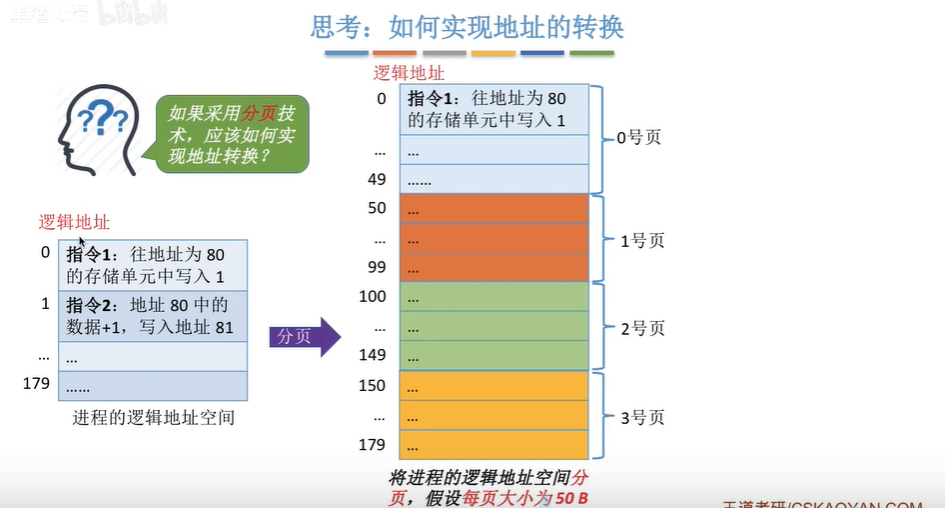 王道论坛 bilibili
思考：如何实现地址的转换
???
如果采用分页技
术，应该如何实
现地址转换？
逻辑地址
0
指令1：往地址为 80
的存储单元中写入 1
1
指令2：地址 80 中的
数据+1，写入地址 81
...
...
179
……
进程的逻辑地址空间
分页
逻辑地址
0
指令1：往地址为 80
的存储单元中写入 1
...
...
49
……
0号页
50
...
...
...
99
...
1号页
100
...
...
...
149
...
2号页
150
...
...
...
179
...
3号页
将进程的逻辑地址空间分
页，假设每页大小为 50 B
王道考研/CSKAOYAN.COM